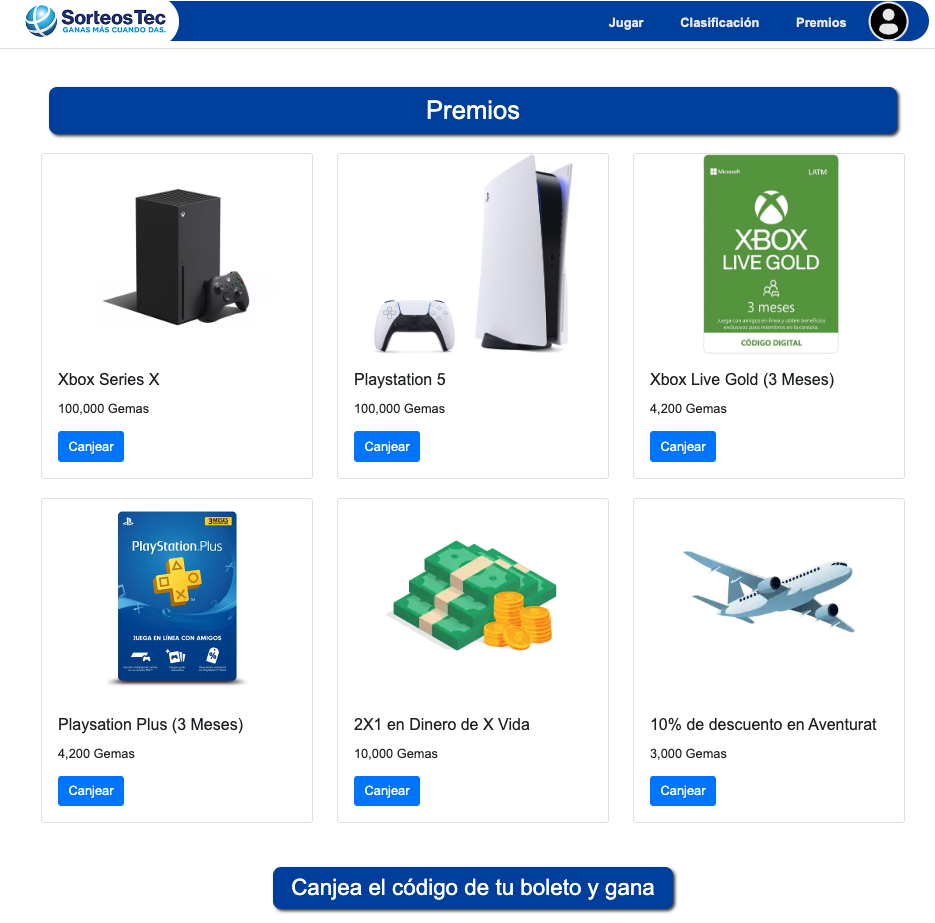 SorteosTec
GANAS MÁS CUANDO DAS.
Jugar
Clasificación
Premios
Premios
Microsoft
LATM
XBOX
LIVE GOLD
3 meses
Juega con amigos en línea y obtén beneficios
exclusivos para miembros en la consola.
CÓDIGO DIGITAL
Xbox Series X
100,000 Gemas
Canjear
Playstation 5
100,000 Gemas
Canjear
Xbox Live Gold (3 Meses)
4,200 Gemas
Canjear
3 MESES
PlayStation.Plus
JUEGA EN LÍNEA CON AMIGOS
Playsation Plus (3 Meses)
4,200 Gemas
Canjear
2X1 en Dinero de X Vida
10,000 Gemas
Canjear
10% de descuento en Aventurat
3,000 Gemas
Canjear
Canjea el código de tu boleto y gana